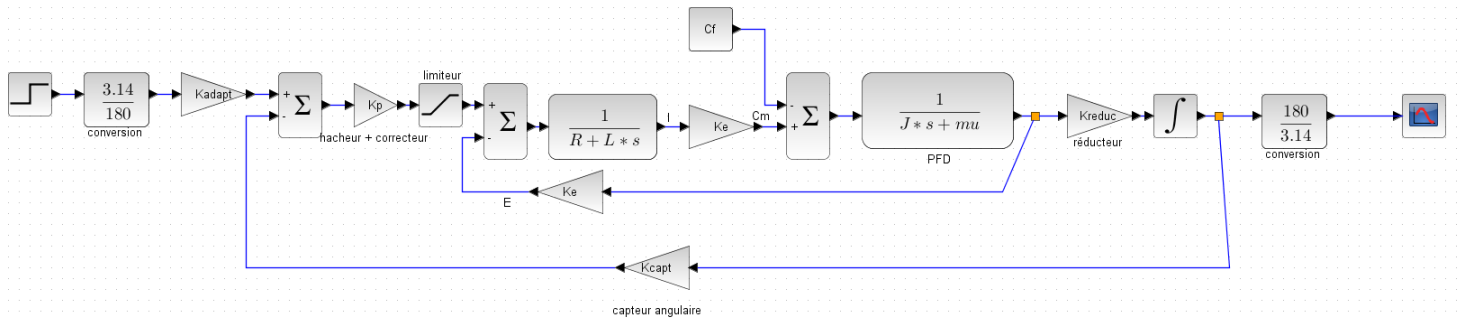 Cf
limiteur
3.14
180
conversion
Kadapt
+
-
Σ
Kp
hacheur + correcteur
+
-
Σ
1
R + L * s
I
Ke
Cm
-
+
Σ
1
J * s + mu
PFD
Kreduc
réducteur
∫
180
3.14
conversion
Ke
E
Kcapt
capteur angulaire